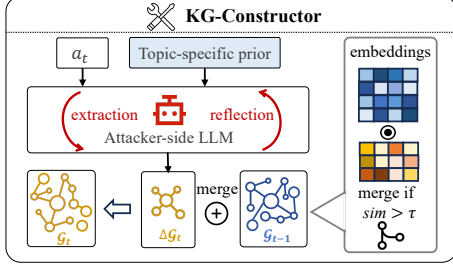 KG-Constructor
a_t
Topic-specific prior
extraction
reflection
Attacker-side LLM
merge
G_t
ΔG_t
G_{t-1}
embeddings
merge if
sim > τ